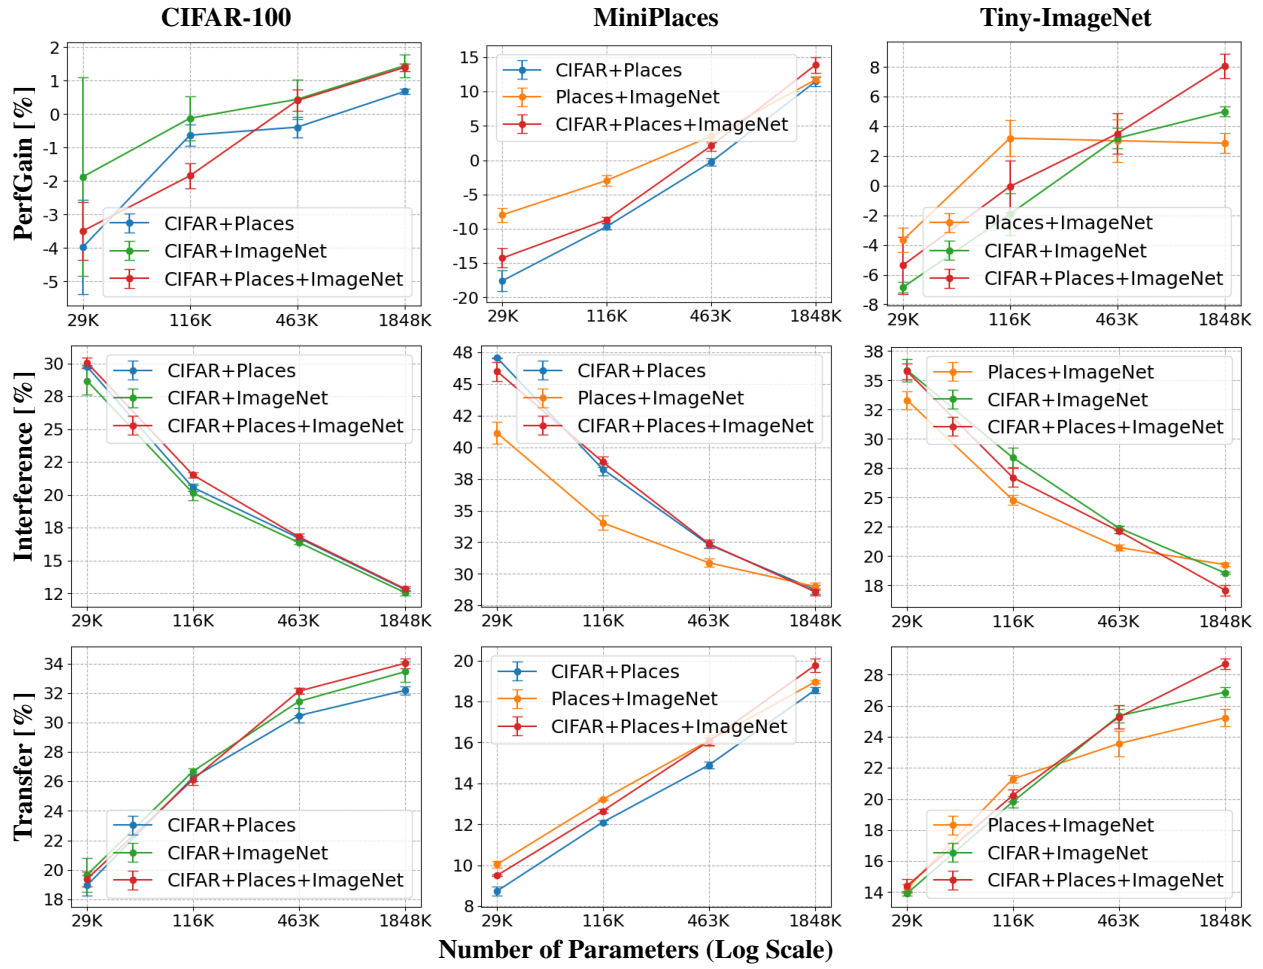 CIFAR-100 MiniPlaces Tiny-ImageNet
PerfGain [%]
2
1
0
-1
-2
-3
-4
-5
CIFAR+Places
CIFAR+ImageNet
CIFAR+Places+ImageNet
29K 116K 463K 1848K
15
10
5
0
-5
-10
-15
-20
CIFAR+Places
Places+ImageNet
CIFAR+Places+ImageNet
29K 116K 463K 1848K
8
6
4
2
0
-2
-4
-6
-8
Places+ImageNet
CIFAR+ImageNet
CIFAR+Places+ImageNet
29K 116K 463K 1848K
Interference [%]
30
28
25
22
20
18
15
12
CIFAR+Places
CIFAR+ImageNet
CIFAR+Places+ImageNet
29K 116K 463K 1848K
48
45
42
40
38
35
32
30
28
CIFAR+Places
Places+ImageNet
CIFAR+Places+ImageNet
29K 116K 463K 1848K
38
35
32
30
28
25
22
20
18
Places+ImageNet
CIFAR+ImageNet
CIFAR+Places+ImageNet
29K 116K 463K 1848K
Transfer [%]
34
32
30
28
26
24
22
20
18
CIFAR+Places
CIFAR+ImageNet
CIFAR+Places+ImageNet
29K 116K 463K 1848K
20
18
16
14
12
10
8
CIFAR+Places
Places+ImageNet
CIFAR+Places+ImageNet
29K 116K 463K 1848K
28
26
24
22
20
18
16
14
Places+ImageNet
CIFAR+ImageNet
CIFAR+Places+ImageNet
29K 116K 463K 1848K
Number of Parameters (Log Scale)